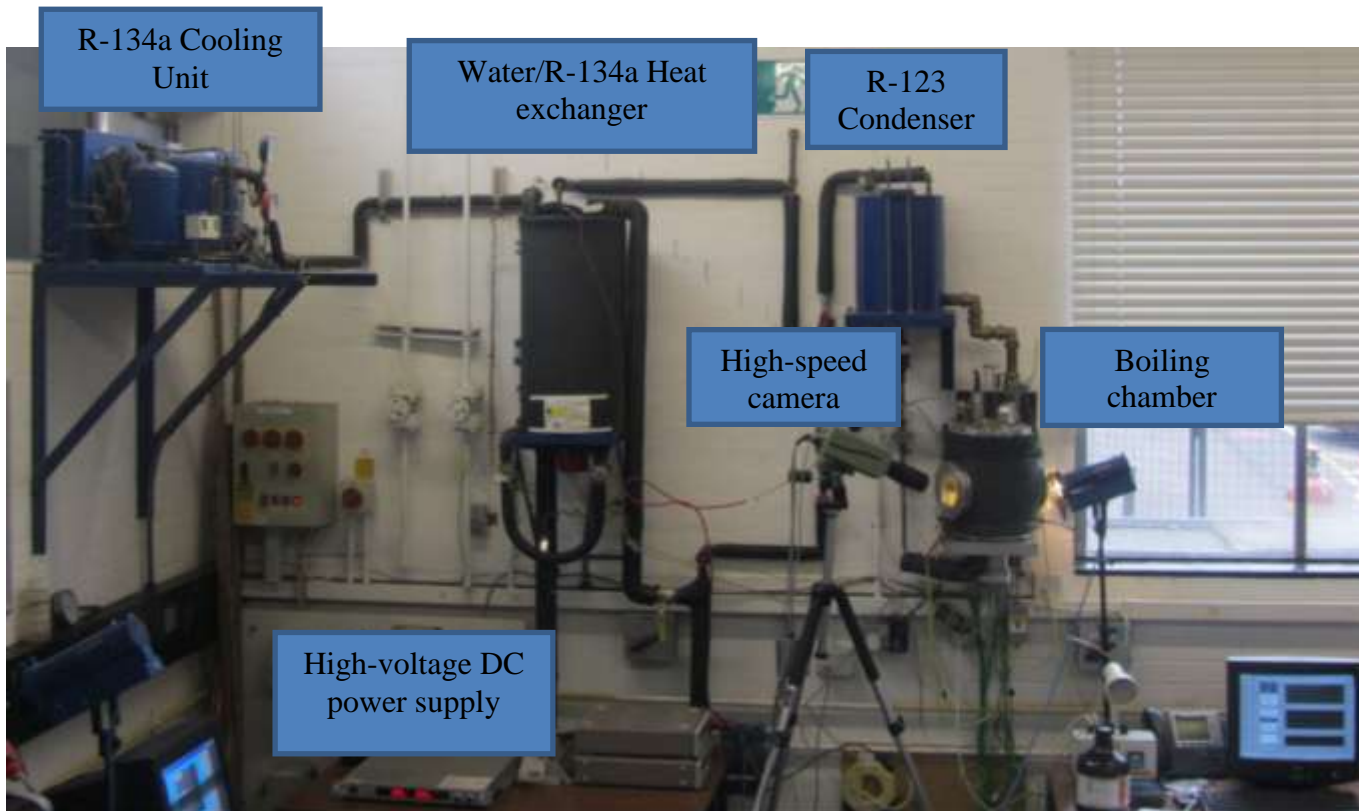 R-134a Cooling
Unit
Water/R-134a Heat
exchanger
R-123
Condenser
High-speed
camera
Boiling
chamber
High-voltage DC
power supply